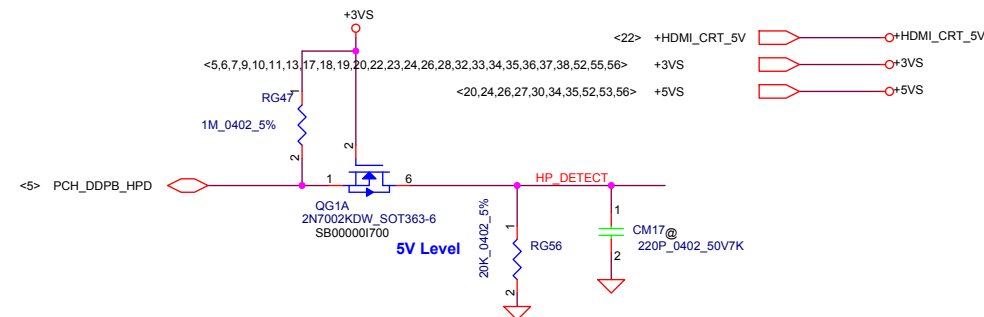 +3VS
<22> +HDMI_CRT_5V +HDMI_CRT_5V
<5,6,7,9,10,11,13,17,18,19,20,22,23,24,26,28,32,33,34,35,36,37,38,52,55,56> +3VS +3VS
<20,24,26,27,30,34,35,52,53,56> +5VS +5VS
1
RG47
1M_0402_5%
2
2
<5> PCH_DDPB_HPD
1
6
HP_DETECT
QG1A
2N7002KDW_SOT363-6
SB00000I700
5V Level
1
20K_0402_5%
RG56
2
1
CM17@
220P_0402_50V7K
2